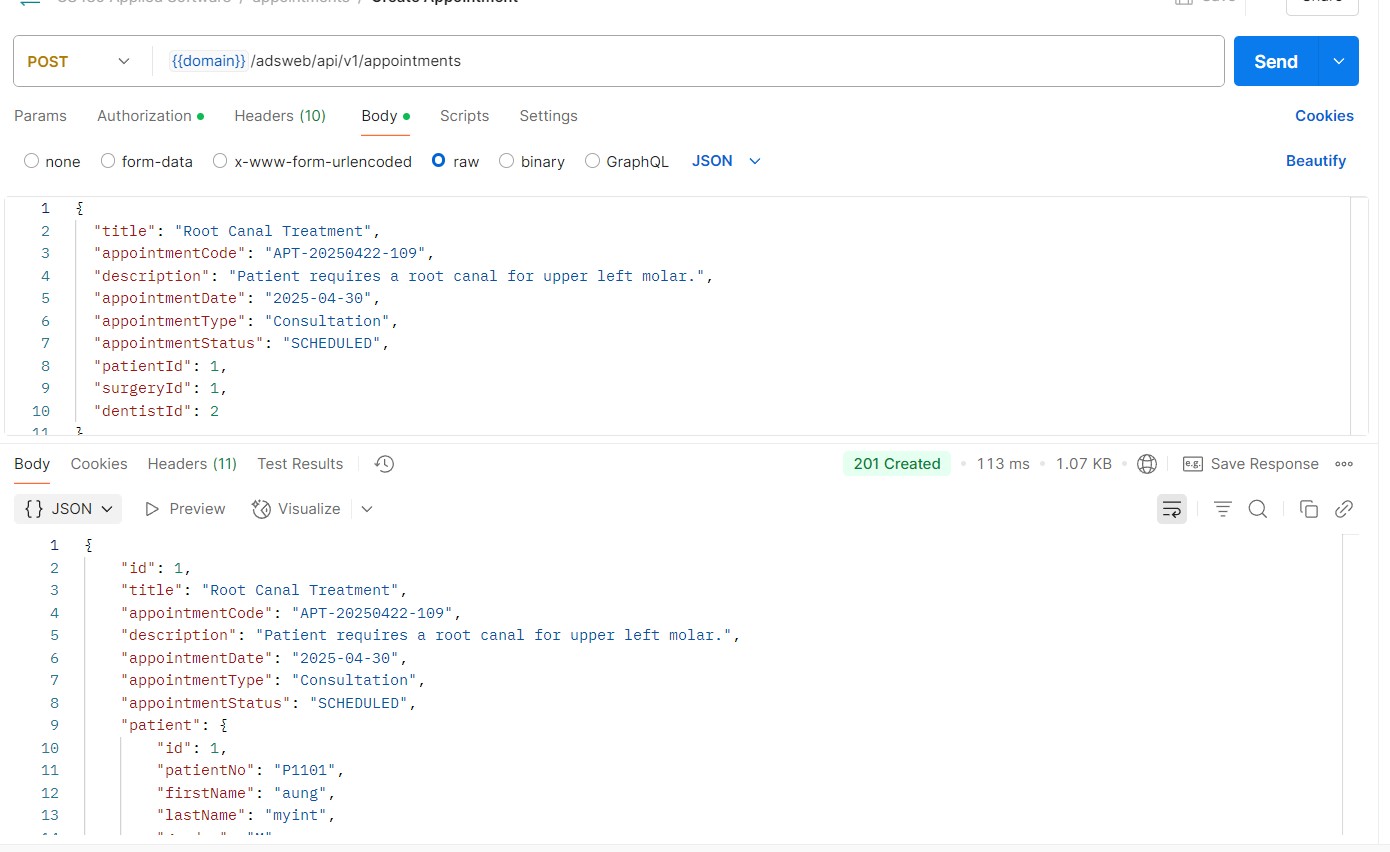 appointments / Create Appointment Save Share
POST {{domain}}/adsweb/api/v1/appointments Send
Params Authorization Headers (10) Body Scripts Settings Cookies
none form-data x-www-form-urlencoded raw binary GraphQL JSON Beautify
1 {
2 "title": "Root Canal Treatment",
3 "appointmentCode": "APT-20250422-109",
4 "description": "Patient requires a root canal for upper left molar.",
5 "appointmentDate": "2025-04-30",
6 "appointmentType": "Consultation",
7 "appointmentStatus": "SCHEDULED",
8 "patientId": 1,
9 "surgeryId": 1,
10 "dentistId": 2
11 }
Body Cookies Headers (11) Test Results 201 Created • 113 ms • 1.07 KB • e.g. Save Response
{} JSON Preview Visualize
1 {
2 "id": 1,
3 "title": "Root Canal Treatment",
4 "appointmentCode": "APT-20250422-109",
5 "description": "Patient requires a root canal for upper left molar.",
6 "appointmentDate": "2025-04-30",
7 "appointmentType": "Consultation",
8 "appointmentStatus": "SCHEDULED",
9 "patient": {
10 "id": 1,
11 "patientNo": "P1101",
12 "firstName": "aung",
13 "lastName": "myint",